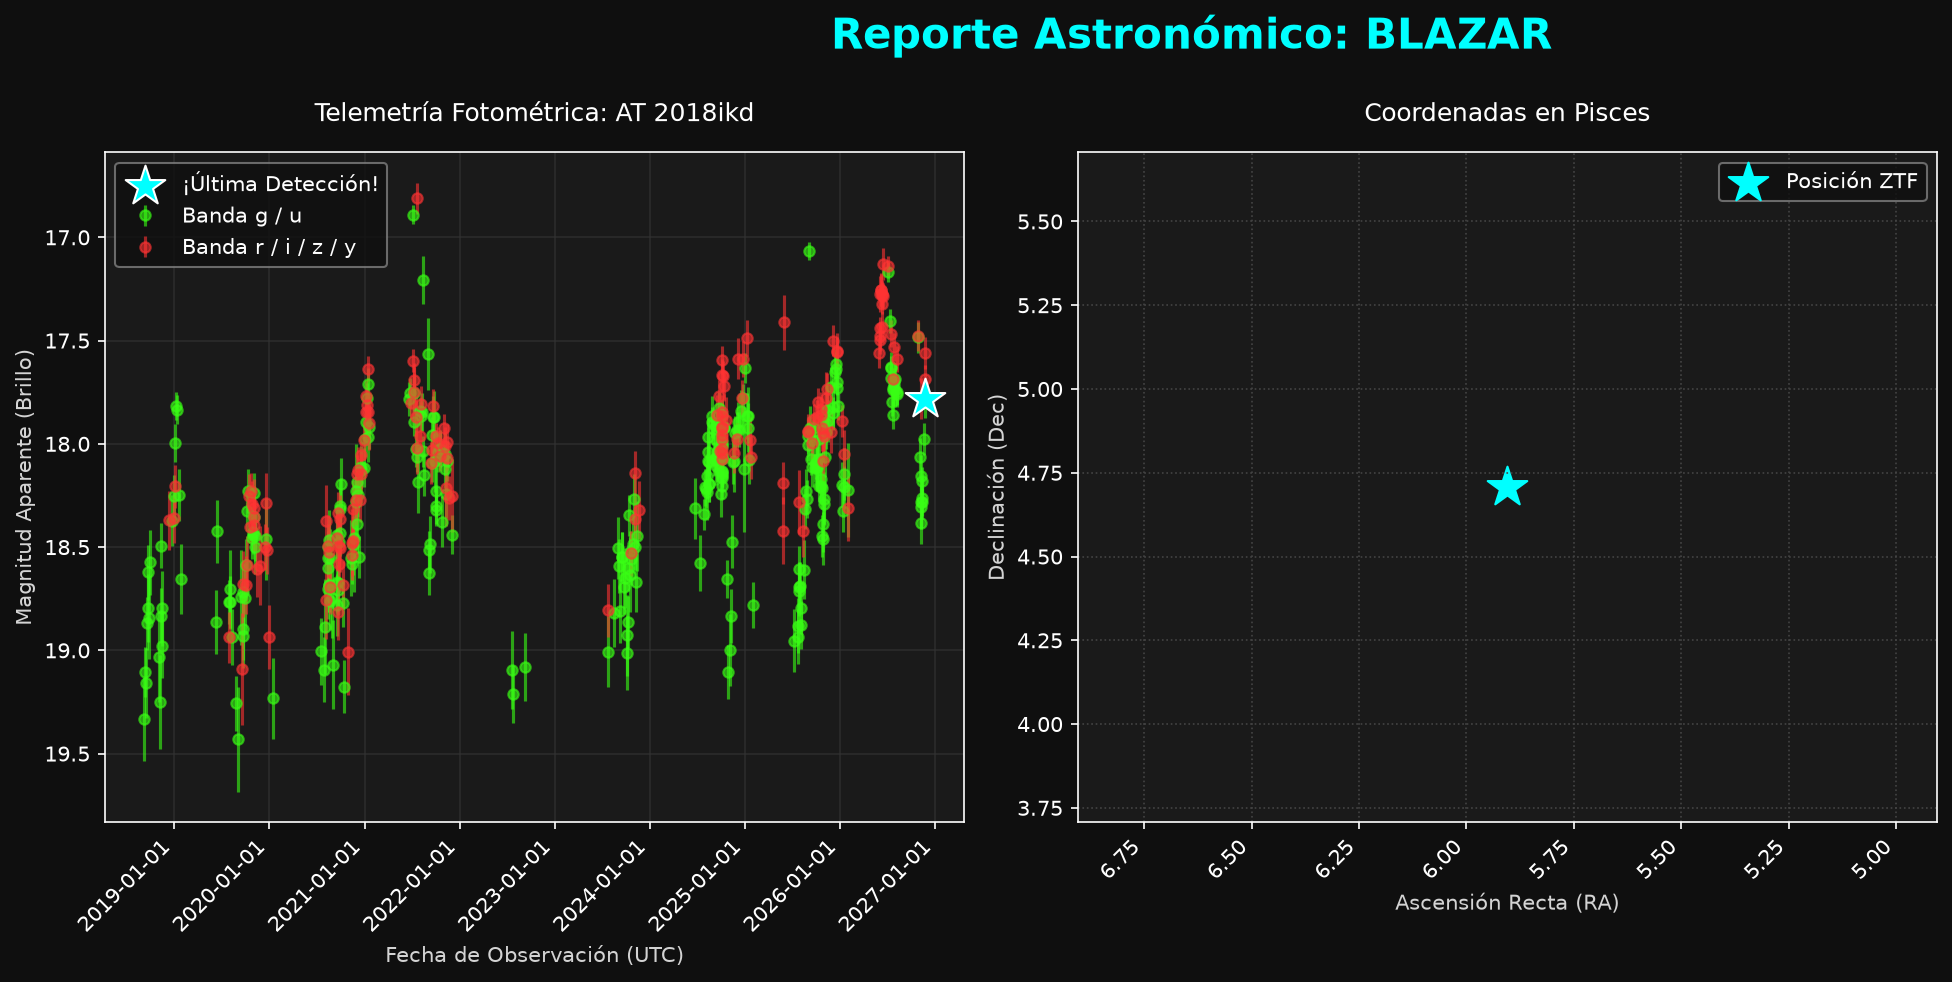 Reporte Astronómico: BLAZAR
Telemetría Fotométrica: AT 2018ikd
¡Última Detección!
Banda g / u
Banda r / i / z / y
Magnitud Aparente (Brillo)
17.0
17.5
18.0
18.5
19.0
19.5
2019-01-01
2020-01-01
2021-01-01
2022-01-01
2023-01-01
2024-01-01
2025-01-01
2026-01-01
2027-01-01
Fecha de Observación (UTC)
Coordenadas en Pisces
Posición ZTF
Declinación (Dec)
5.50
5.25
5.00
4.75
4.50
4.25
4.00
3.75
6.75
6.50
6.25
6.00
5.75
5.50
5.25
5.00
Ascensión Recta (RA)